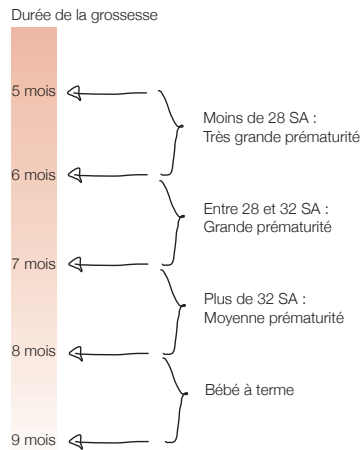 Durée de la grossesse
5 mois
Moins de 28 SA :
Très grande prématurité
6 mois
Entre 28 et 32 SA :
Grande prématurité
7 mois
Plus de 32 SA :
Moyenne prématurité
8 mois
Bébé à terme
9 mois